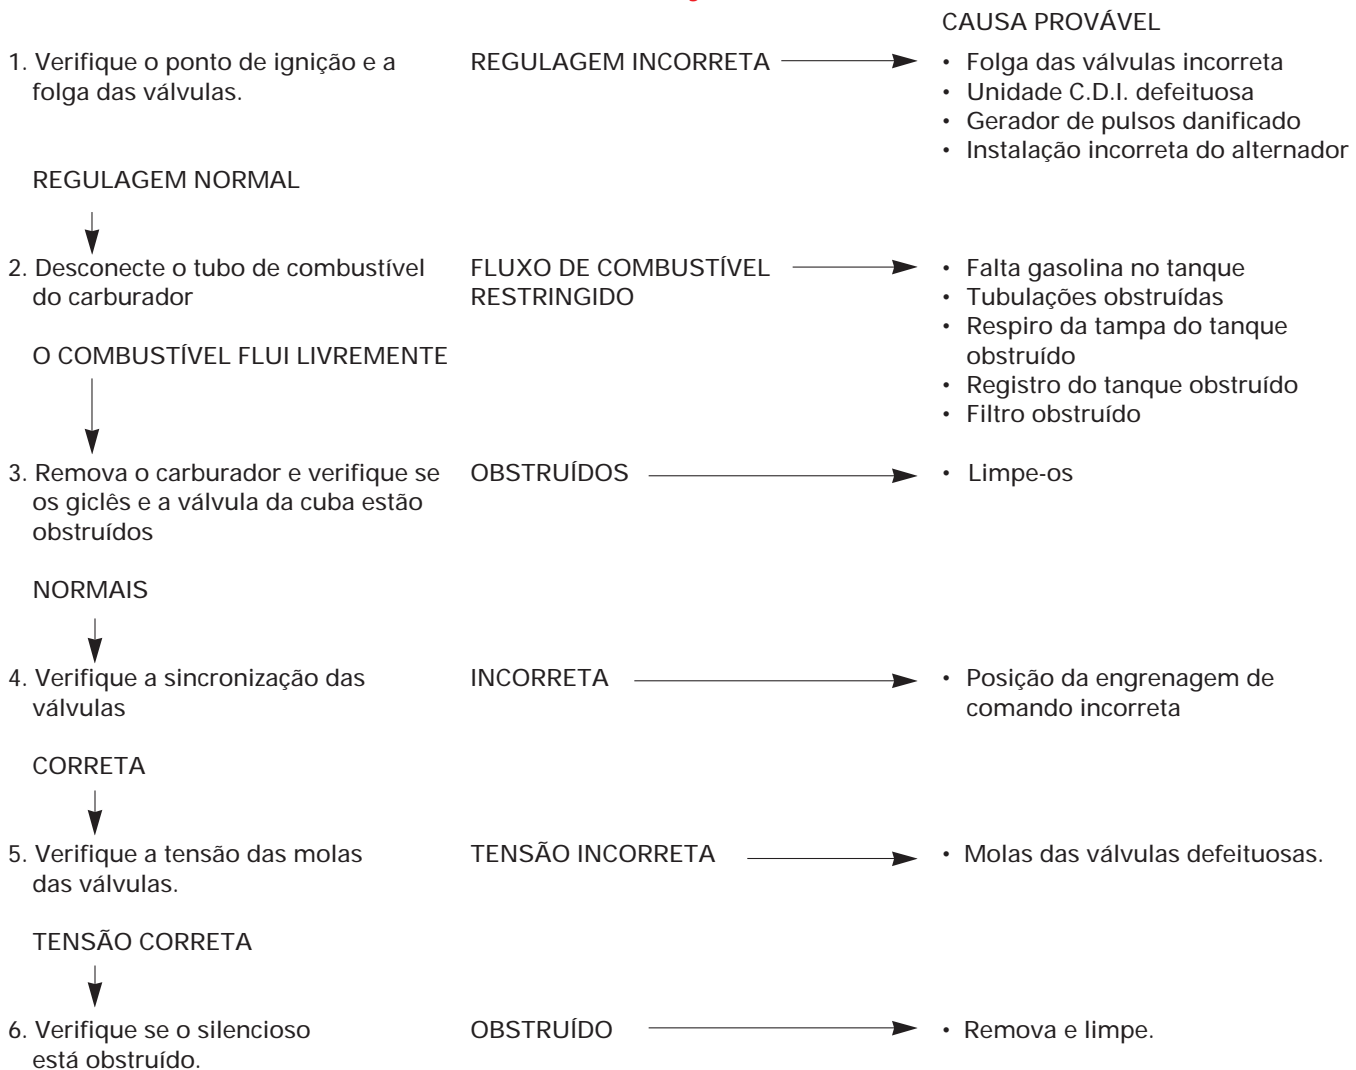 CAUSA PROVÁVEL
1. Verifique o ponto de ignição e a
folga das válvulas.
REGULAGEM INCORRETA
• Folga das válvulas incorreta
• Unidade C.D.I. defeituosa
• Gerador de pulsos danificado
• Instalação incorreta do alternador
REGULAGEM NORMAL
2. Desconecte o tubo de combustível
do carburador
FLUXO DE COMBUSTÍVEL
RESTRINGIDO
• Falta gasolina no tanque
• Tubulações obstruídas
• Respiro da tampa do tanque
obstruído
• Registro do tanque obstruído
• Filtro obstruído
O COMBUSTÍVEL FLUI LIVREMENTE
3. Remova o carburador e verifique se
os giclês e a válvula da cuba estão
obstruídos
OBSTRUÍDOS
• Limpe-os
NORMAIS
4. Verifique a sincronização das
válvulas
INCORRETA
• Posição da engrenagem de
comando incorreta
CORRETA
5. Verifique a tensão das molas
das válvulas.
TENSÃO INCORRETA
• Molas das válvulas defeituosas.
TENSÃO CORRETA
6. Verifique se o silencioso
está obstruído.
OBSTRUÍDO
• Remova e limpe.